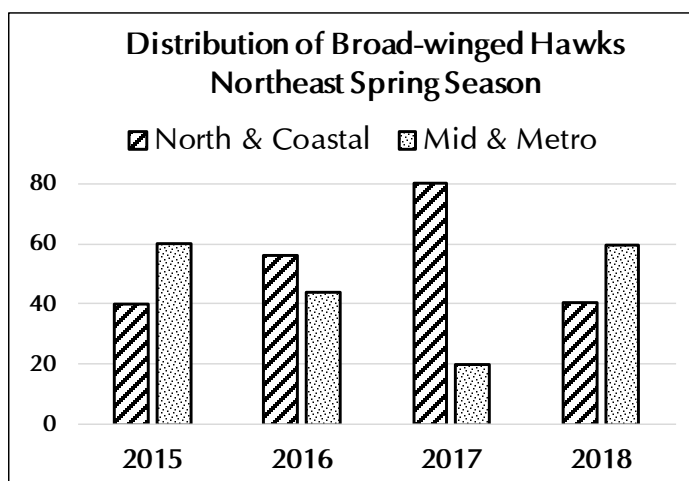 Distribution of Broad-winged Hawks
Northeast Spring Season
North & Coastal Mid & Metro
80
60
40
20
0
2015 2016 2017 2018